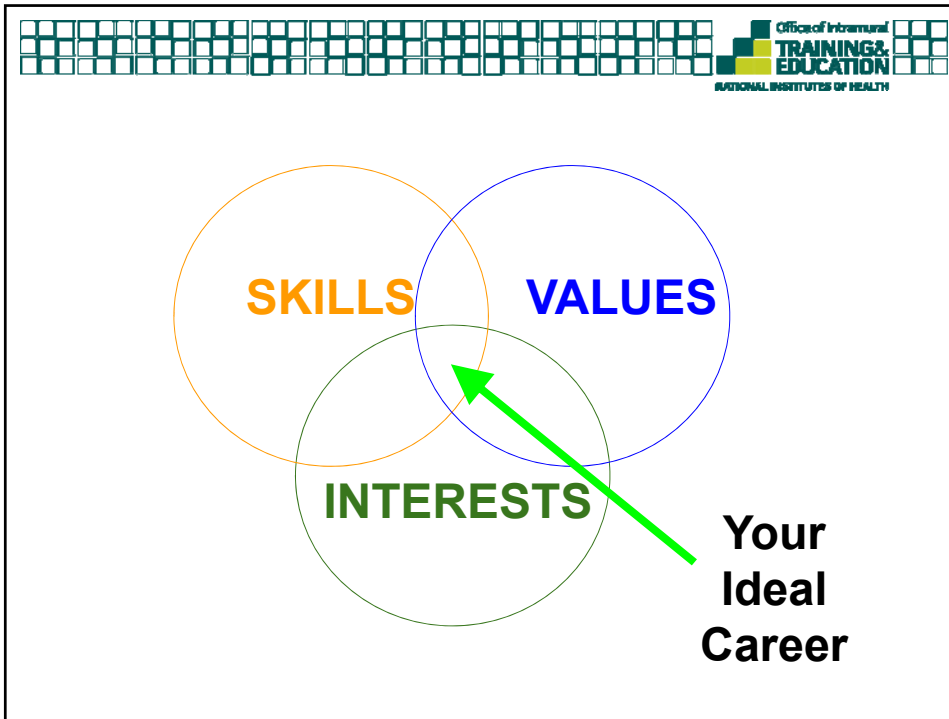 Office of Intramural
TRAINING&
EDUCATION
NATIONAL INSTITUTES OF HEALTH
SKILLS
VALUES
INTERESTS
Your
Ideal
Career